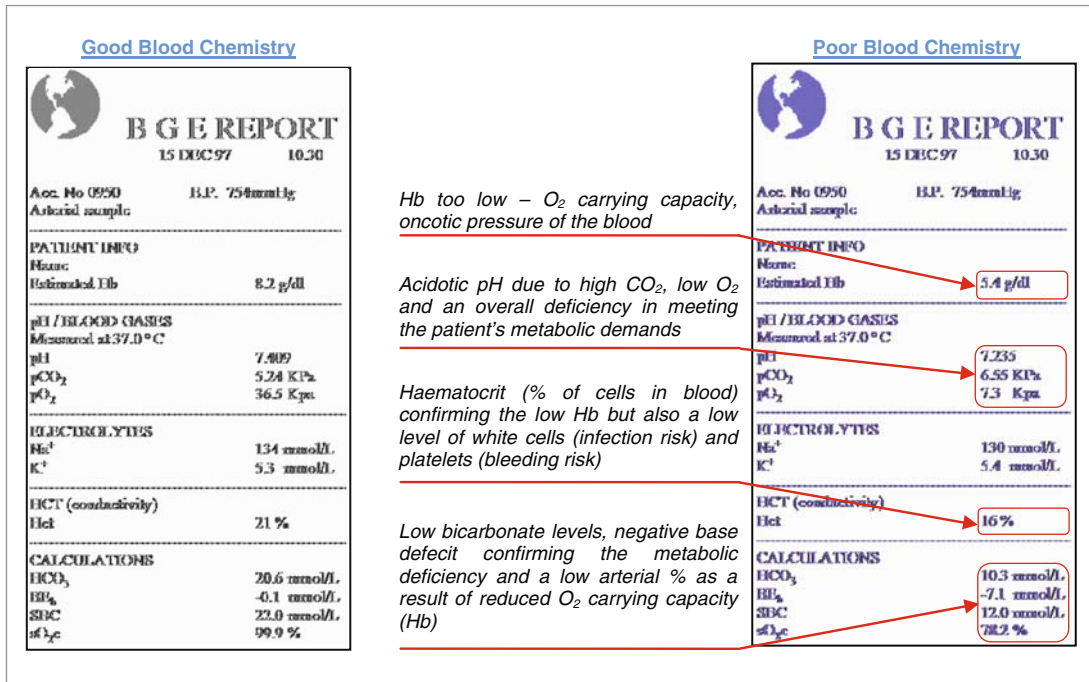 Good Blood Chemistry
B G E REPORT
15 DEC 97 10.30
Acc. No 0950 B.P. 754mmHg
Arterial sample
PATIENT INFO
Name
Estimated Hb 8.2 g/dl
pH / BLOOD GASES
Measured at 37.0 °C
pH 7.409
pCO₂ 5.24 KPa
pO₂ 36.5 Kpa
ELECTROLYTES
Na⁺ 134 mmol/L
K⁺ 5.3 mmol/L
HCT (conductivity)
Hct 21 %
CALCULATIONS
HCO₃ 20.6 mmol/L
BEₐ -0.1 mmol/L
SBC 22.0 mmol/L
sO₂c 99.9 %
Hb too low – O₂ carrying capacity,
oncotic pressure of the blood
Acidotic pH due to high CO₂, low O₂
and an overall deficiency in meeting
the patient's metabolic demands
Haematocrit (% of cells in blood)
confirming the low Hb but also a low
level of white cells (infection risk) and
platelets (bleeding risk)
Low bicarbonate levels, negative base
defecit confirming the metabolic
deficiency and a low arterial % as a
result of reduced O₂ carrying capacity
(Hb)
Poor Blood Chemistry
B G E REPORT
15 DEC 97 10.30
Acc. No 0950 B.P. 754mmHg
Arterial sample
PATIENT INFO
Name
Estimated Hb 5.4 g/dl
pH / BLOOD GASES
Measured at 37.0 °C
pH 7.235
pCO₂ 6.55 KPa
pO₂ 7.3 Kpa
ELECTROLYTES
Na⁺ 130 mmol/L
K⁺ 5.4 mmol/L
HCT (conductivity)
Hct 16 %
CALCULATIONS
HCO₃ 10.3 mmol/L
BEₐ -7.1 mmol/L
SBC 12.0 mmol/L
sO₂c 78.2 %